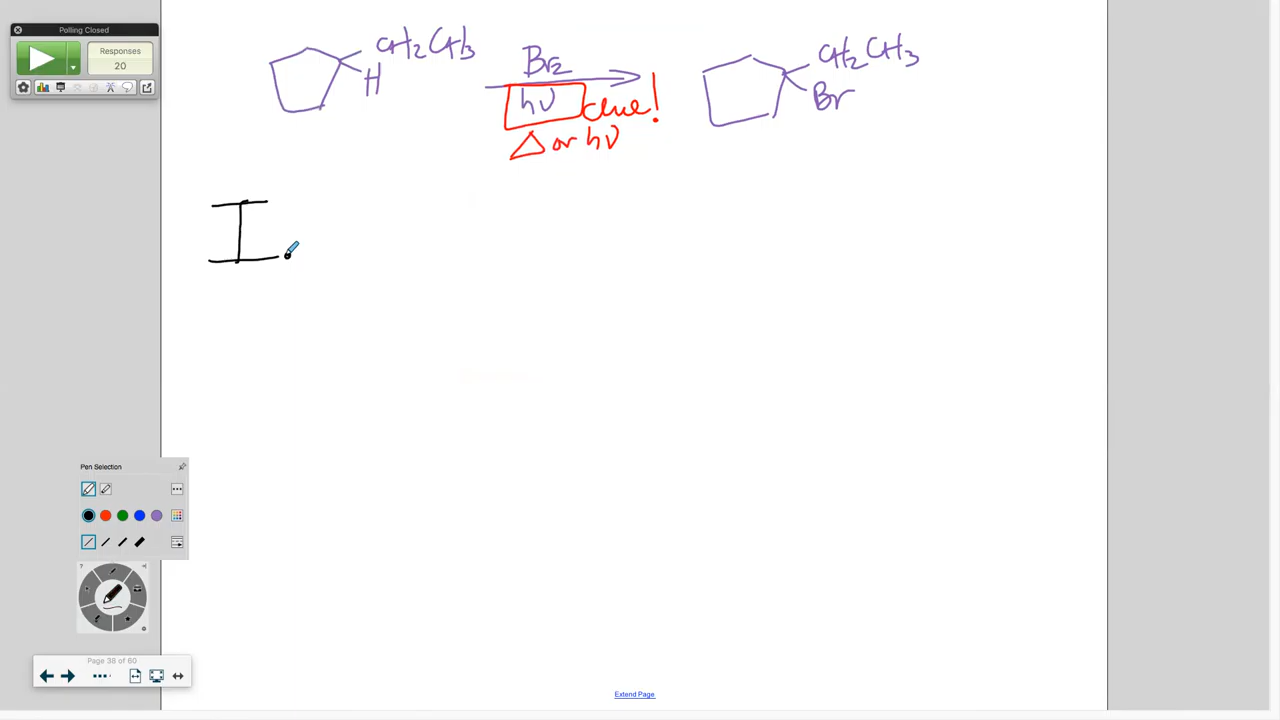 Polling Closed
Responses
20
CH2CH3
H
Br2
hν clue!
Δ or hν
CH2CH3
Br
I.
Pen Selection
Page 38 of 60
Extend Page